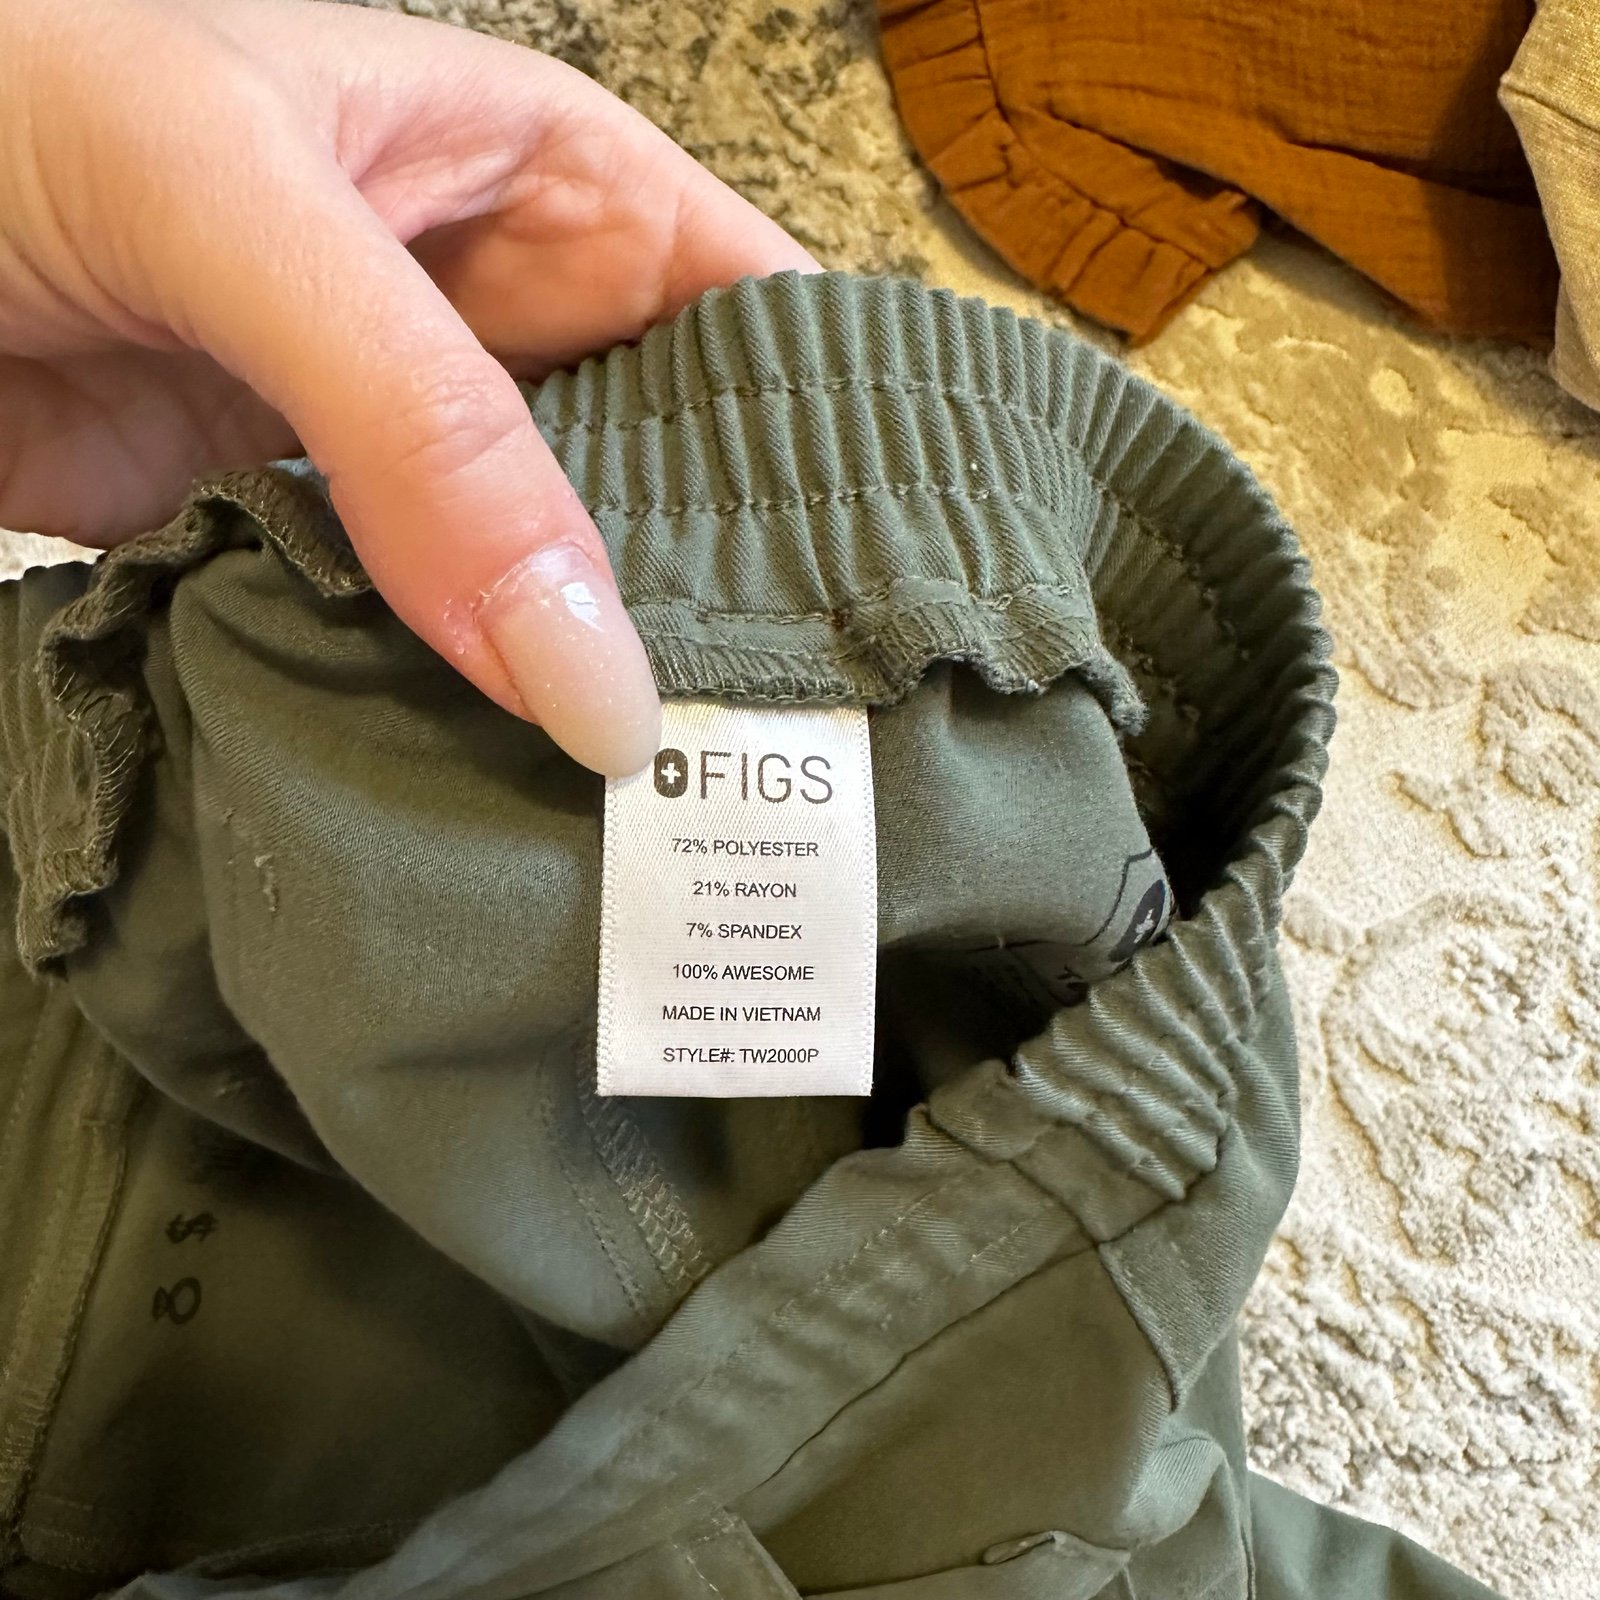 FIGS
72% POLYESTER
21% RAYON
7% SPANDEX
100% AWESOME
MADE IN VIETNAM
STYLE#: TW2000P